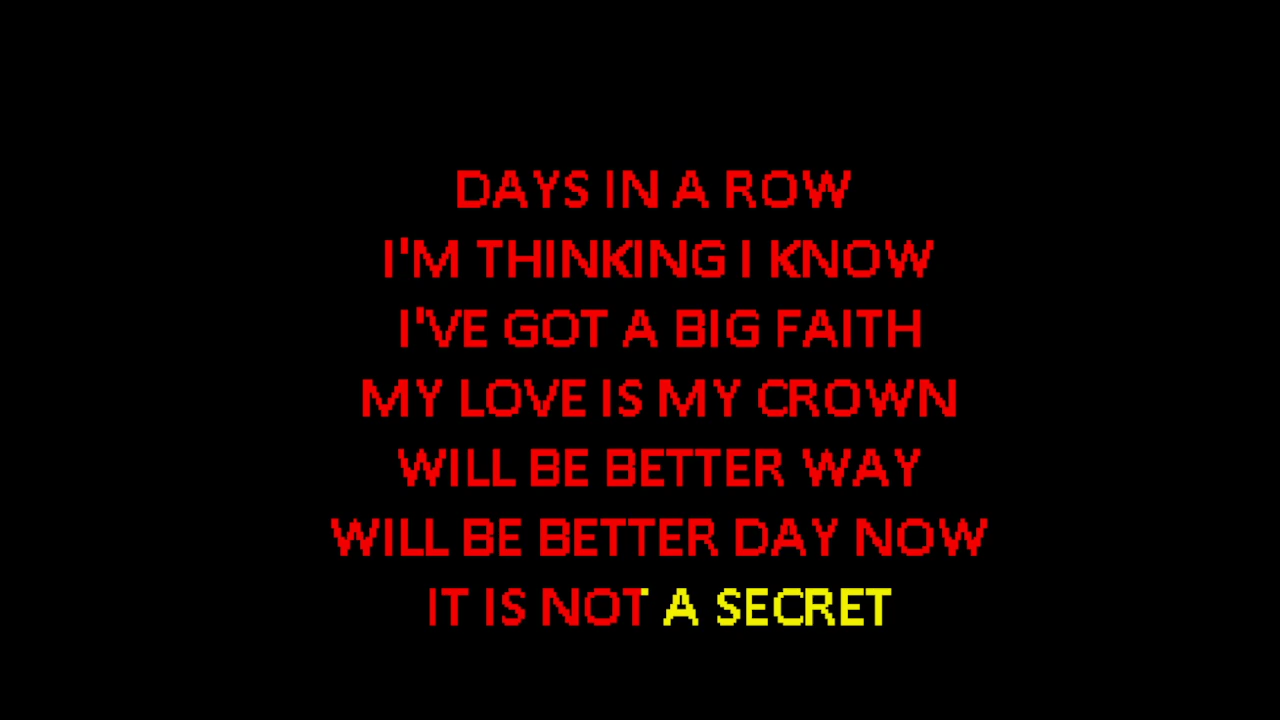 DAYS IN A ROW
I'M THINKING I KNOW
I'VE GOT A BIG FAITH
MY LOVE IS MY CROWN
WILL BE BETTER WAY
WILL BE BETTER DAY NOW
IT IS NOT A SECRET